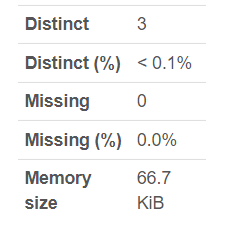 Distinct 3
Distinct (%) < 0.1%
Missing 0
Missing (%) 0.0%
Memory 66.7
size KiB